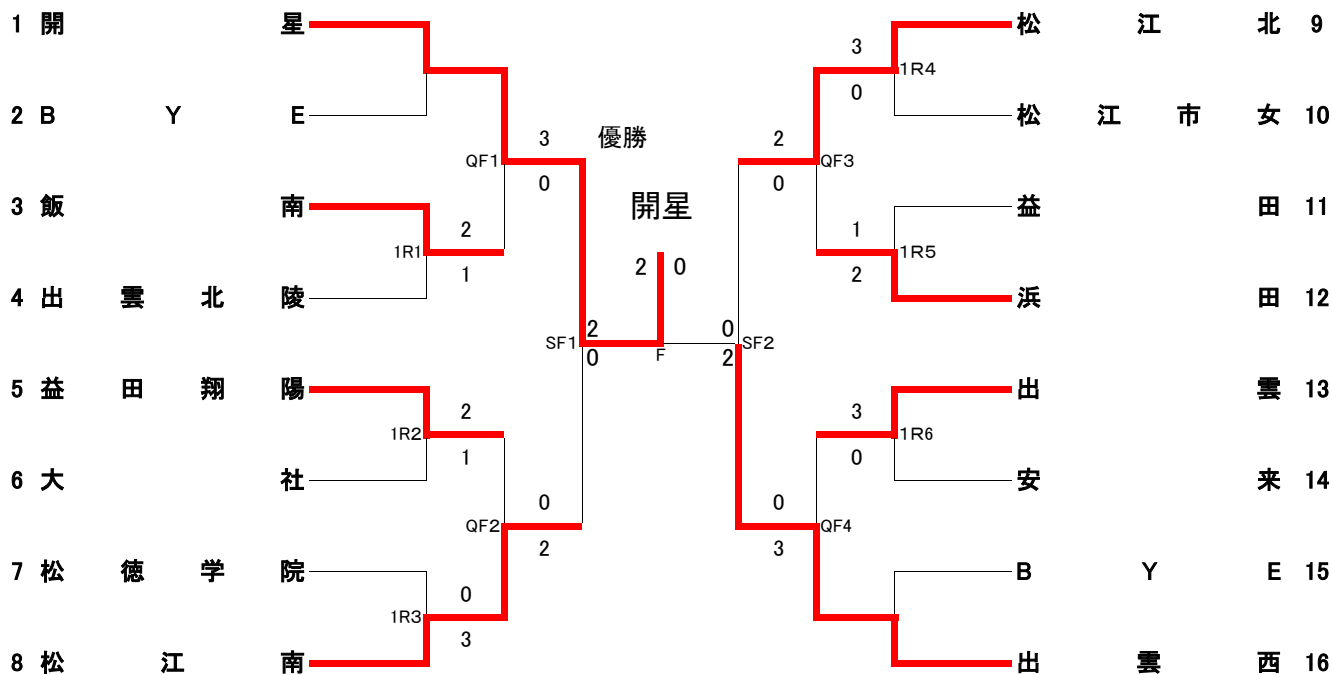 1 開星
2 BYE
3 飯南
4 出雲北陵
5 益田翔陽
6 大社
7 松徳学院
8 松江南
1R1
2
1
1R2
2
1
1R3
0
3
QF1
3
0
QF2
0
2
SF1
2
0
優勝
開星
2 0
F
0
2
SF2
2
0
QF3
0
3
QF4
3
0
1R4
1
2
1R5
3
0
1R6
松江北 9
松江市女 10
益田 11
浜田 12
出雲 13
安来 14
BYE 15
出雲西 16